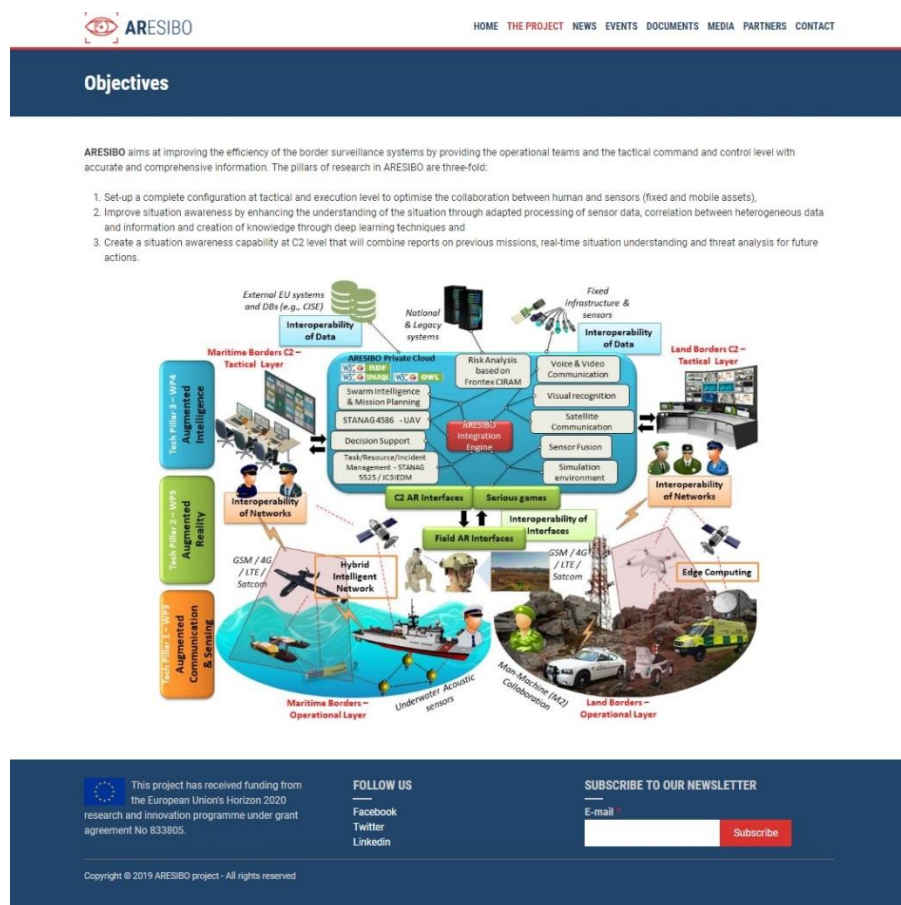 ARESIBO
HOME THE PROJECT NEWS EVENTS DOCUMENTS MEDIA PARTNERS CONTACT
Objectives
ARESIBO aims at improving the efficiency of the border surveillance systems by providing the operational teams and the tactical command and control level with
accurate and comprehensive information. The pillars of research in ARESIBO are three-fold:
1. Set-up a complete configuration at tactical and execution level to optimise the collaboration between human and sensors (fixed and mobile assets),
2. Improve situation awareness by enhancing the understanding of the situation through adapted processing of sensor data, correlation between heterogeneous data
and information and creation of knowledge through deep learning techniques and
3. Create a situation awareness capability at C2 level that will combine reports on previous missions, real-time situation understanding and threat analysis for future
actions.
External EU systems
and DBs (e.g., CISE)
National
& Legacy
systems
Fixed
Infrastructure &
sensors
Interoperability
of Data
Interoperability
of Data
Maritime Borders C2 –
Tactical Layer
Land Borders C2 –
Tactical Layer
Tech Pillar 3 – WP4
Augmented
Intelligence
ARESIBO Private Cloud
W3C RDF
W3C SPARQL W3C OWL
Risk Analysis
based on
Frontex CIRAM
Voice & Video
Communication
Swarm Intelligence
& Mission Planning
Visual recognition
STANAG 4586 - UAV
ARESIBO
Integration
Engine
Satellite
Communication
Decision Support
Sensor Fusion
Task/Resource/Incident
Management - STANAG
5525 / JC3IEDM
Simulation
environment
Tech Pillar 2 – WP5
Augmented
Reality
Interoperability
of Networks
C2 AR Interfaces
Serious games
Interoperability
of Networks
Interoperability of
Interfaces
Field AR Interfaces
GSM / 4G
/ LTE /
Satcom
Hybrid
Intelligent
Network
GSM / 4G
/ LTE /
Satcom
Edge Computing
Tech Pillar 1 – WP3
Augmented
Communication
& Sensing
Maritime Borders –
Operational Layer
Underwater Acoustic
sensors
Man-Machine (M2)
Collaboration
Land Borders –
Operational Layer
This project has received funding from
the European Union's Horizon 2020
research and innovation programme under grant
agreement No 833805.
FOLLOW US
Facebook
Twitter
Linkedin
SUBSCRIBE TO OUR NEWSLETTER
E-mail *
Subscribe
Copyright © 2019 ARESIBO project - All rights reserved